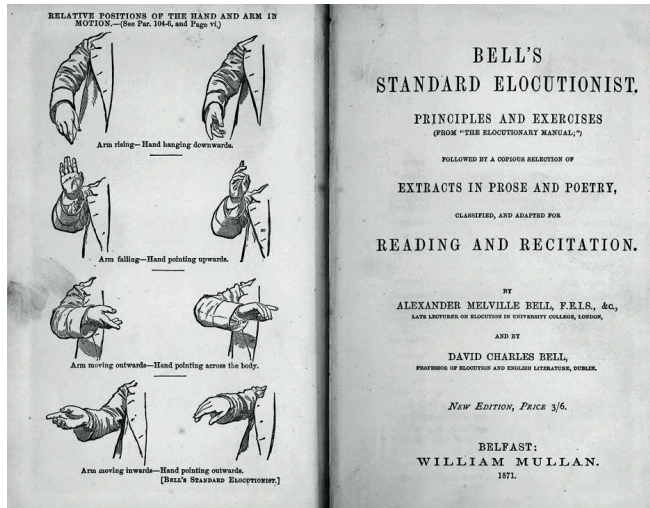 RELATIVE POSITIONS OF THE HAND AND ARM IN
MOTION.—(See Par. 104-6, and Page vi.)
Arm rising—Hand hanging downwards.
Arm falling—Hand pointing upwards.
Arm moving outwards—Hand pointing across the body.
Arm moving inwards—Hand pointing outwards.
[BELL'S STANDARD ELOCUTIONIST.]
BELL'S
STANDARD ELOCUTIONIST.
PRINCIPLES AND EXERCISES
(FROM "THE ELOCUTIONARY MANUAL;")
FOLLOWED BY A COPIOUS SELECTION OF
EXTRACTS IN PROSE AND POETRY,
CLASSIFIED, AND ADAPTED FOR
READING AND RECITATION.
BY
ALEXANDER MELVILLE BELL, F.E.I.S., &c.,
LATE LECTURER ON ELOCUTION IN UNIVERSITY COLLEGE, LONDON,
AND BY
DAVID CHARLES BELL,
PROFESSOR OF ELOCUTION AND ENGLISH LITERATURE, DUBLIN.
NEW EDITION, PRICE 3/6.
BELFAST:
WILLIAM MULLAN.
1871.